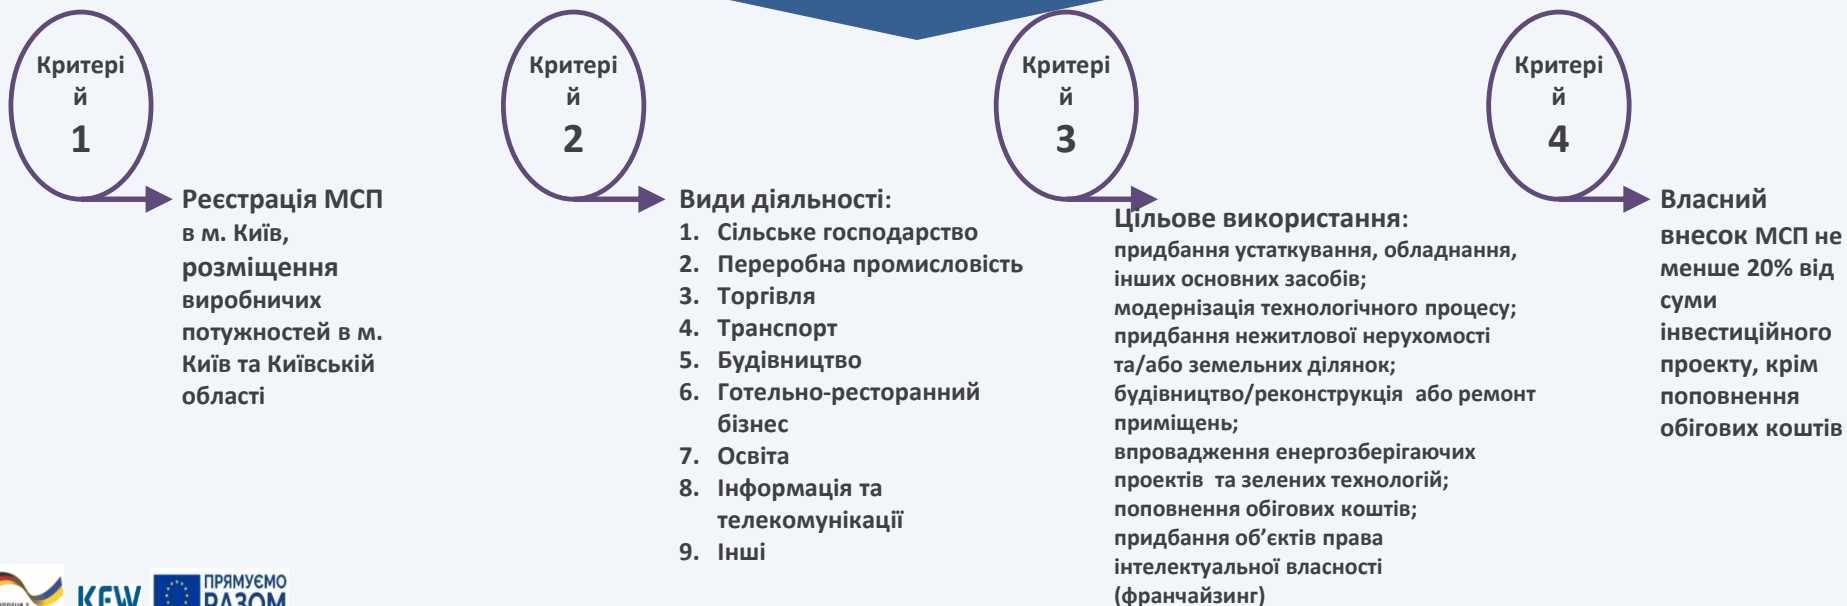 Критері
й
1
Реєстрація МСП
в м. Київ,
розміщення
виробничих
потужностей в м.
Київ та Київській
області
Критері
й
2
Види діяльності:
1. Сільське господарство
2. Переробна промисловість
3. Торгівля
4. Транспорт
5. Будівництво
6. Готельно-ресторанний
бізнес
7. Освіта
8. Інформація та
телекомунікації
9. Інші
Критері
й
3
Цільове використання:
придбання устаткування, обладнання,
інших основних засобів;
модернізація технологічного процесу;
придбання нежитлової нерухомості
та/або земельних ділянок;
будівництво/реконструкція або ремонт
приміщень;
впровадження енергозберігаючих
проектів та зелених технологій;
поповнення обігових коштів;
придбання об’єктів права
інтелектуальної власності
(франчайзинг)
Критері
й
4
Власний
внесок МСП не
менше 20% від
суми
інвестиційного
проекту, крім
поповнення
обігових коштів
KFW
ПРЯМУЄМО
РАЗОМ